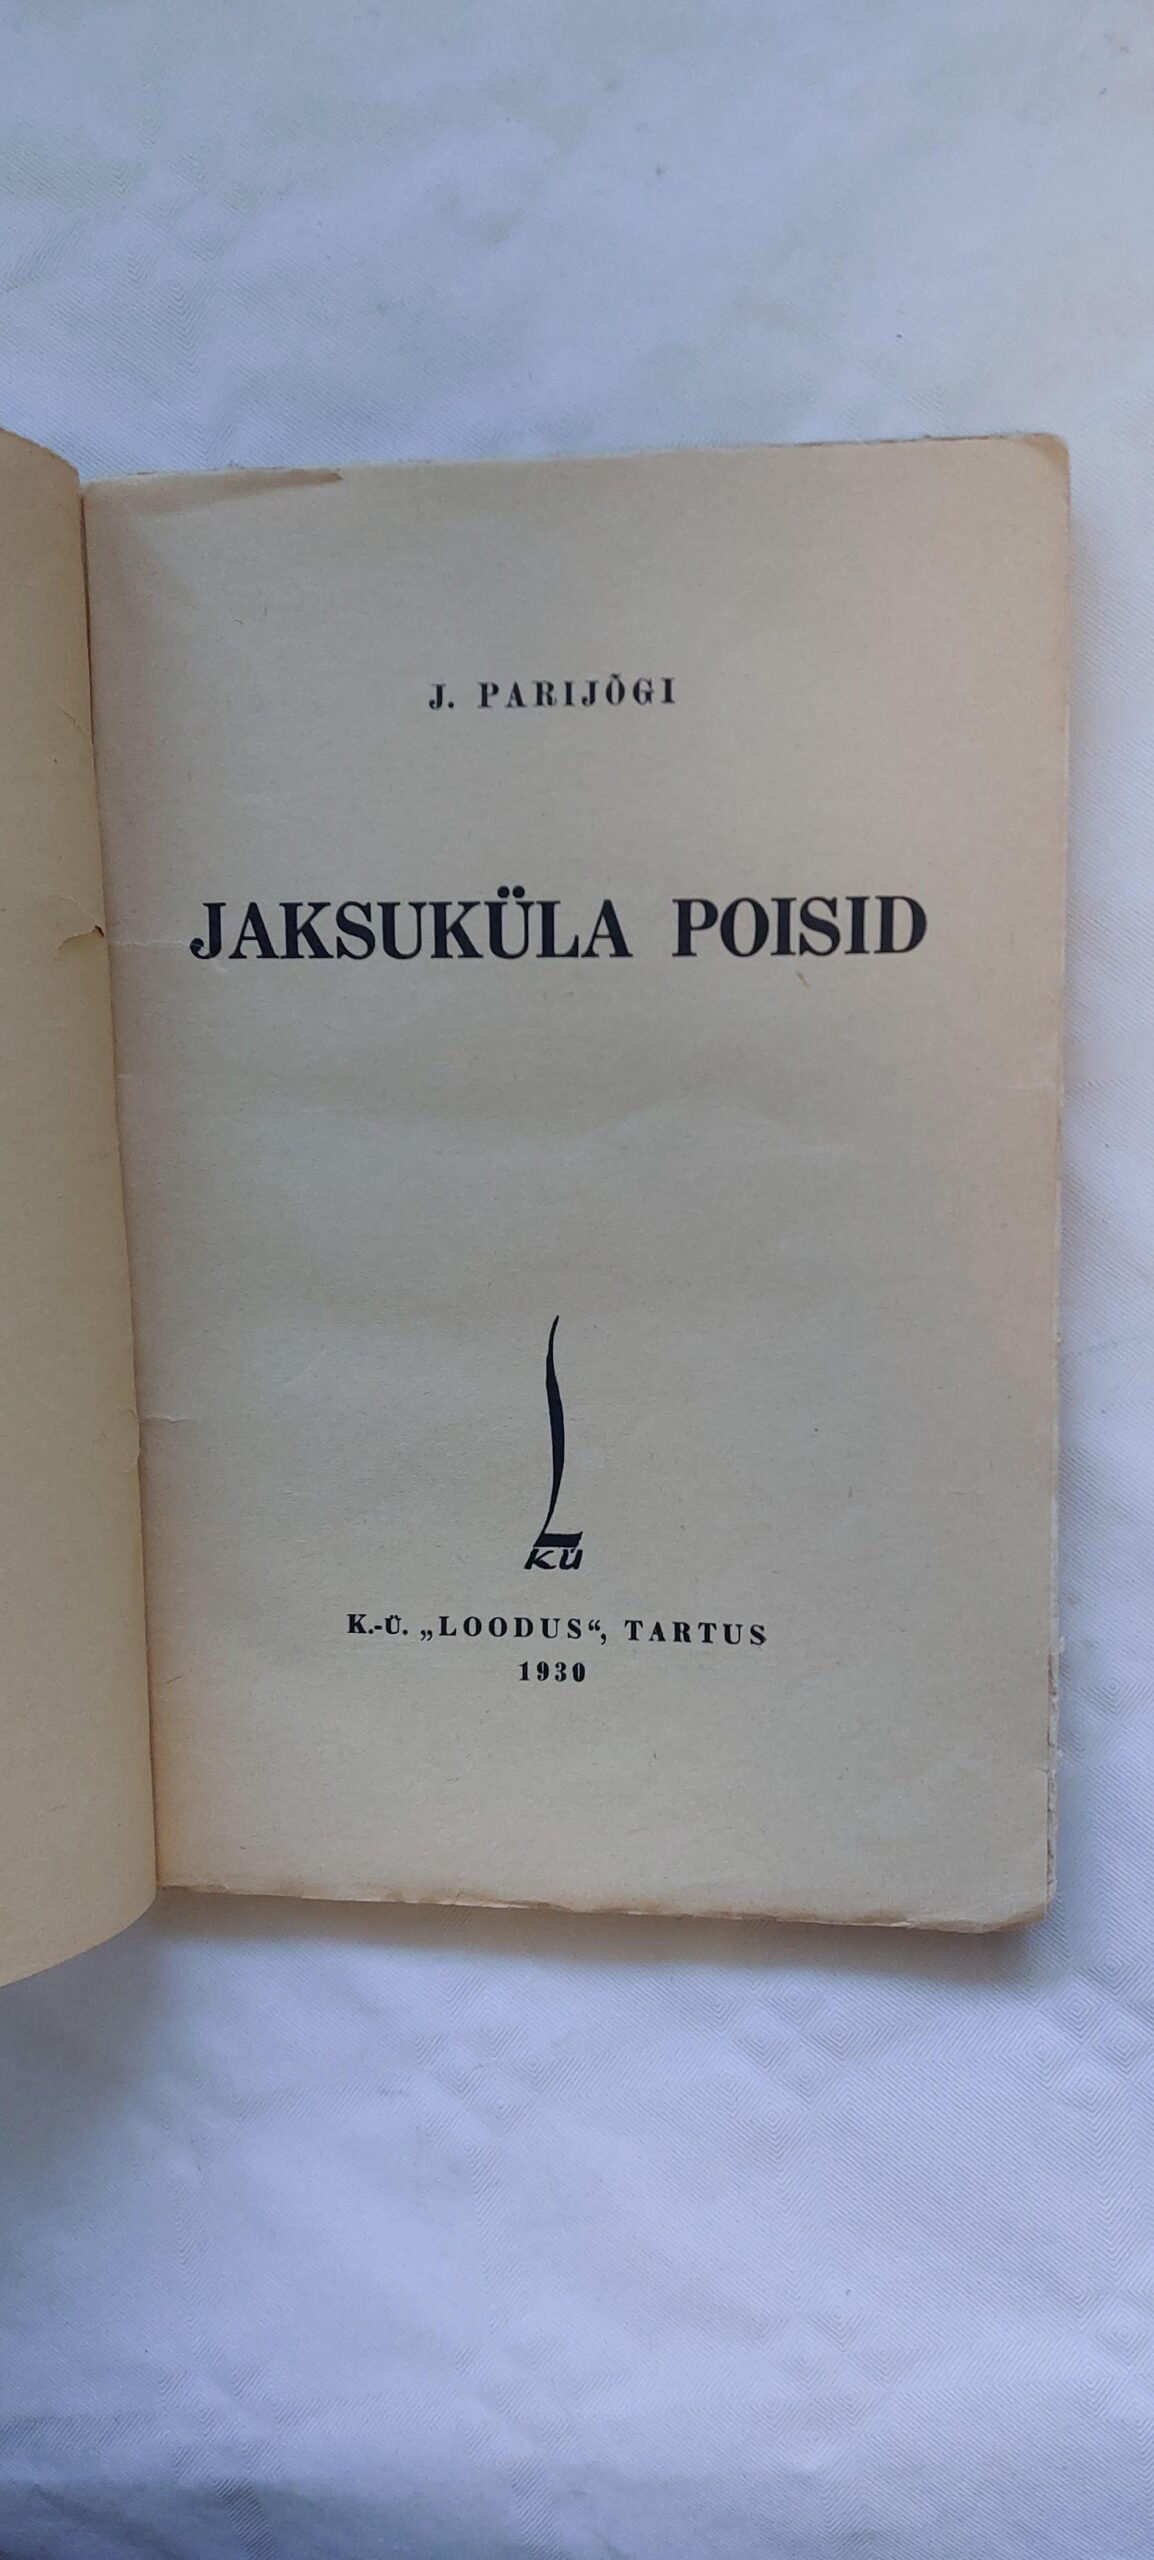 J. PARIJÕGI
JAKSUKÜLA POISID
L
KÜ
K.-Ü. „LOODUS“, TARTUS
1930